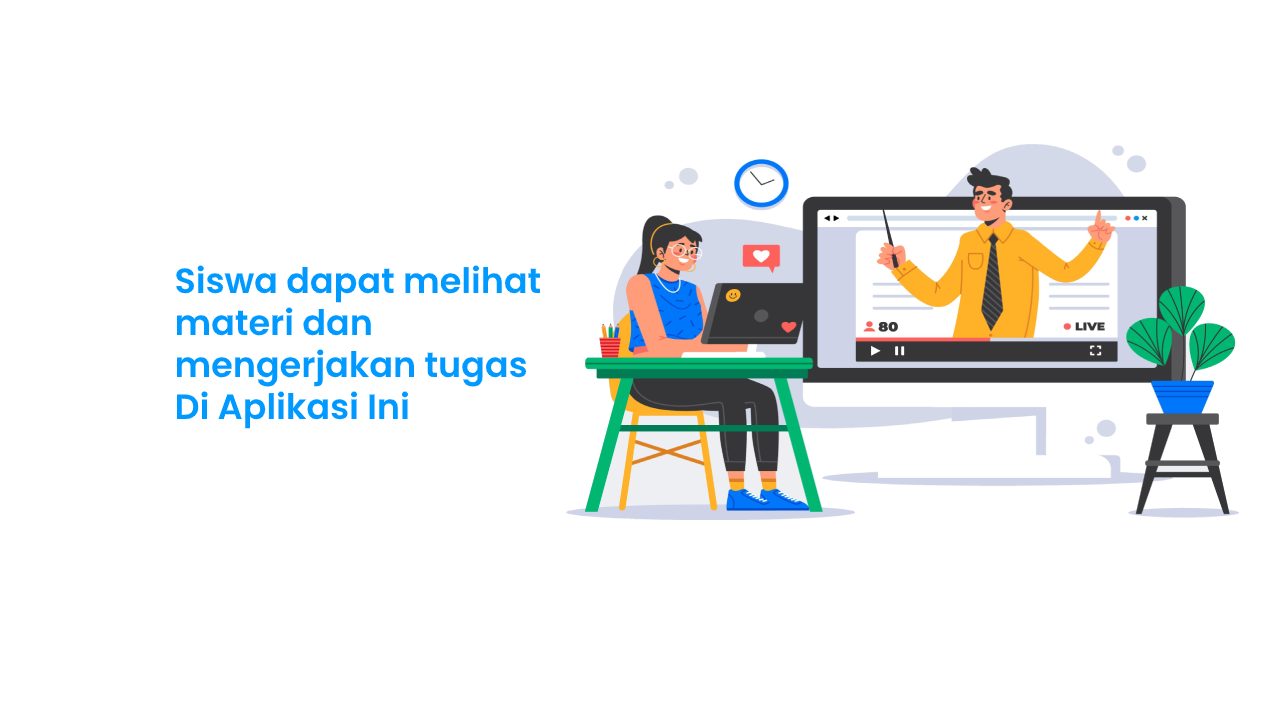 Siswa dapat melihat
materi dan
mengerjakan tugas
Di Aplikasi Ini
80
LIVE